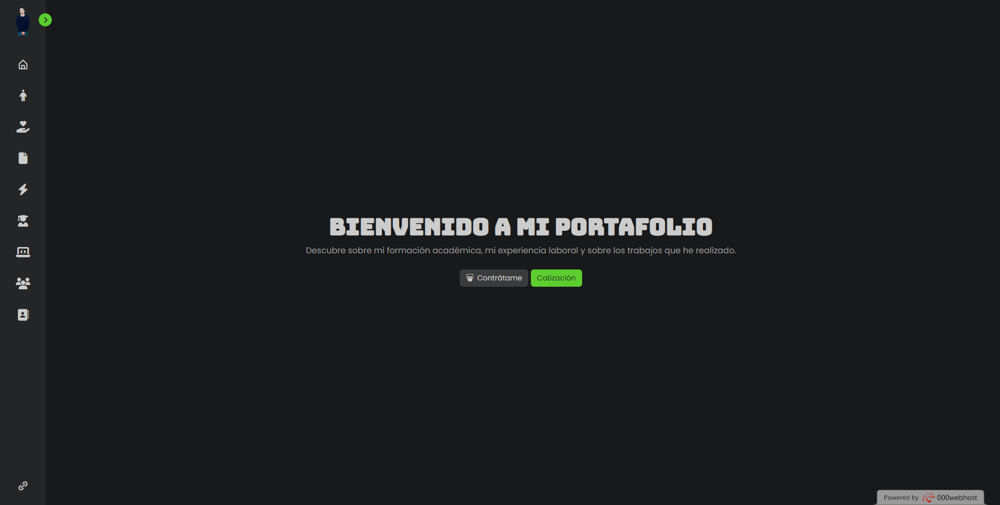 BIENVENIDO A MI PORTAFOLIO
Descubre sobre mi formación académica, mi experiencia laboral y sobre los trabajos que he realizado.
Contrátame Cotización
Powered by 000webhost